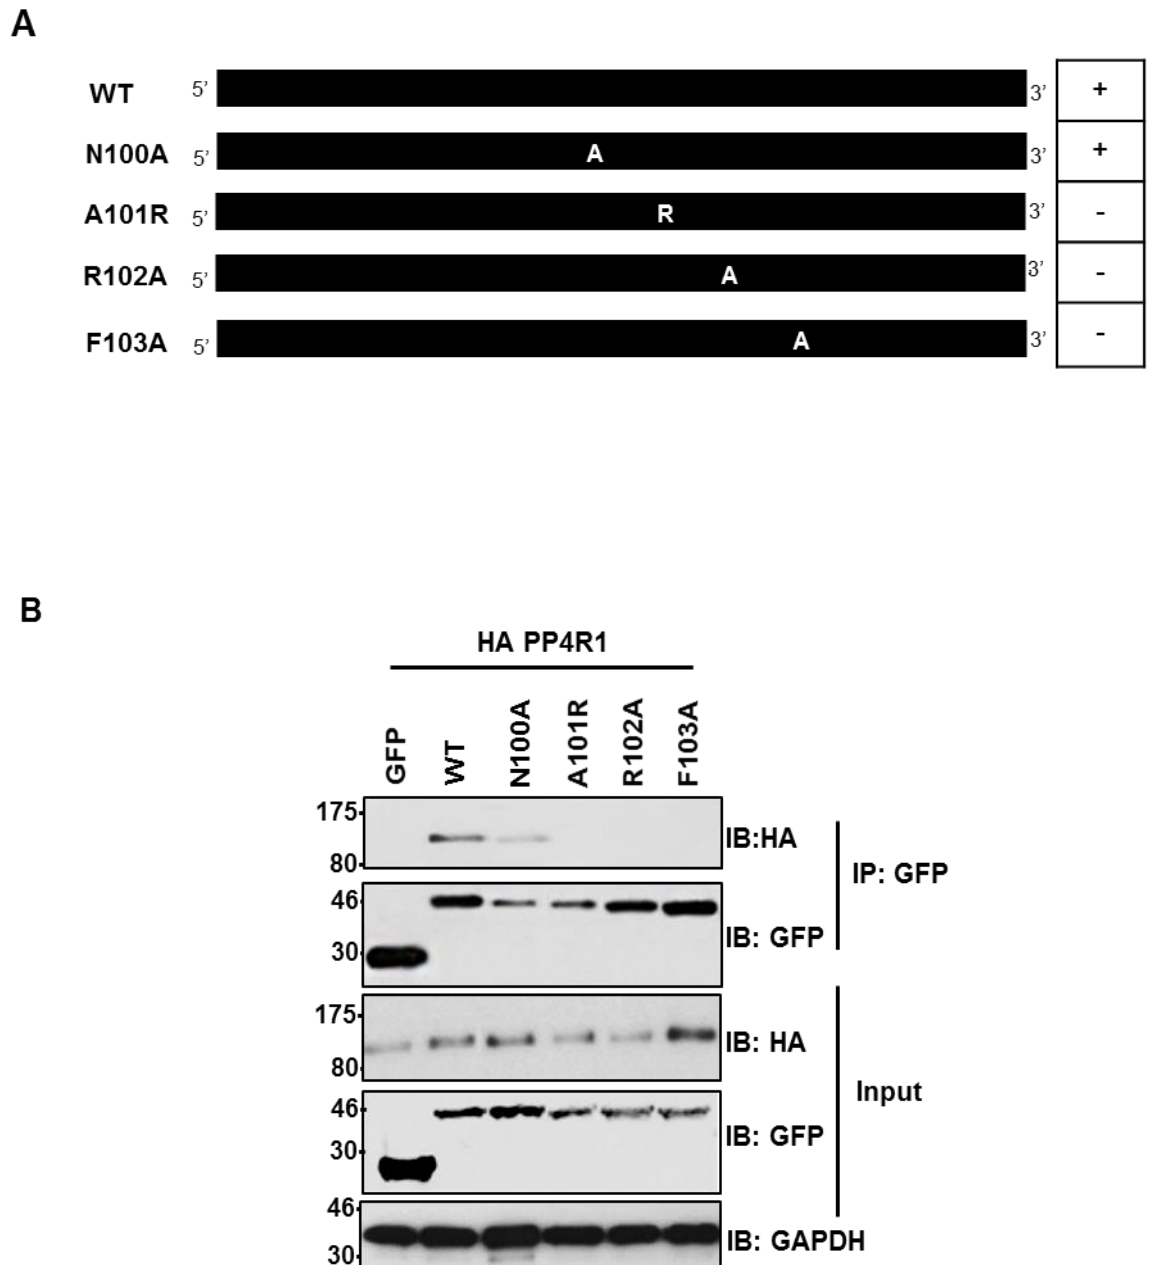 A
WT 5’ 3’ +
N100A 5’ A 3’ +
A101R 5’ R 3’ -
R102A 5’ A 3’ -
F103A 5’ A 3’ -
B
HA PP4R1
GFP WT N100A A101R R102A F103A
175
80
IB:HA
46
30
IB: GFP
IP: GFP
175
80
IB: HA
46
30
IB: GFP
Input
46
30
IB: GAPDH